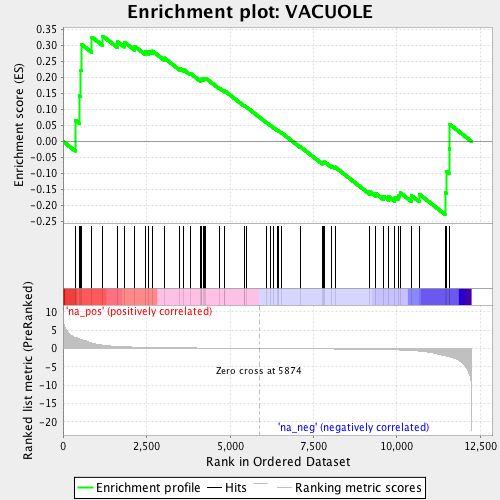 Enrichment plot: VACUOLE
Enrichment score (ES)
0.35
0.30
0.25
0.20
0.15
0.10
0.05
0.00
-0.05
-0.10
-0.15
-0.20
-0.25
'na_pos' (positively correlated)
Zero cross at 5874
'na_neg' (negatively correlated)
Ranked list metric (PreRanked)
10
5
0
-5
-10
-15
-20
0
2,500
5,000
7,500
10,000
12,500
Rank in Ordered Dataset
Enrichment profile
Hits
Ranking metric scores